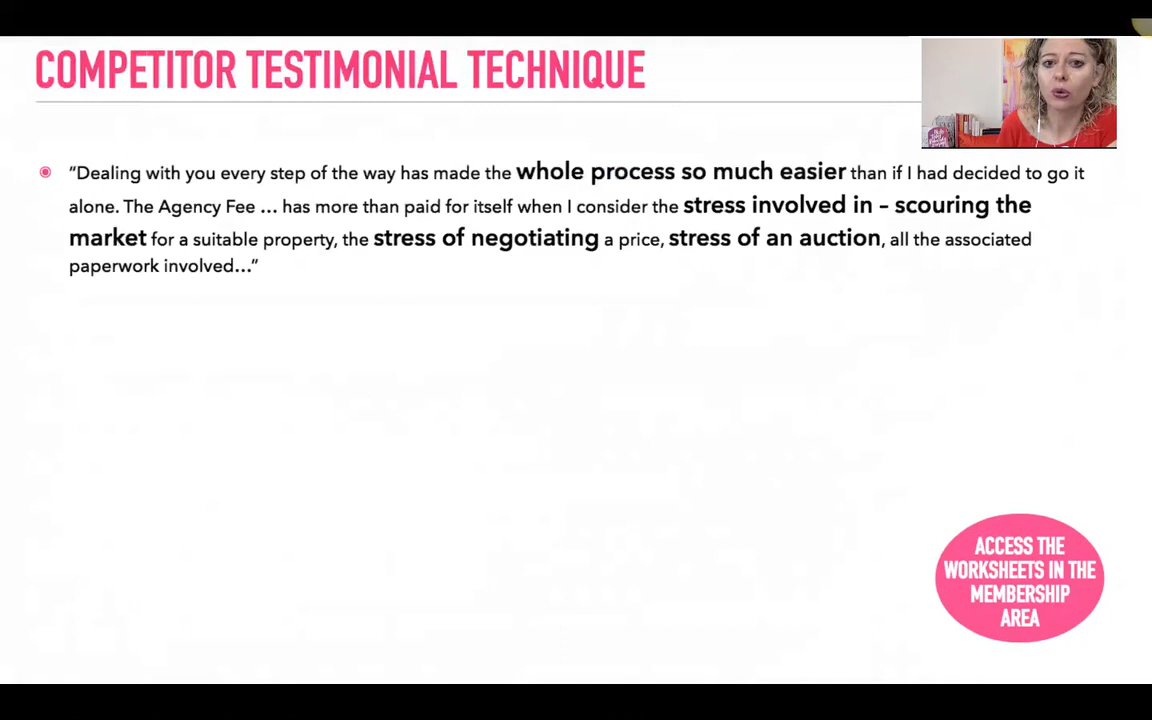 COMPETITOR TESTIMONIAL TECHNIQUE
“Dealing with you every step of the way has made the whole process so much easier than if I had decided to go it
alone. The Agency Fee … has more than paid for itself when I consider the stress involved in – scouring the
market for a suitable property, the stress of negotiating a price, stress of an auction, all the associated
paperwork involved…”
ACCESS THE
WORKSHEETS IN THE
MEMBERSHIP
AREA